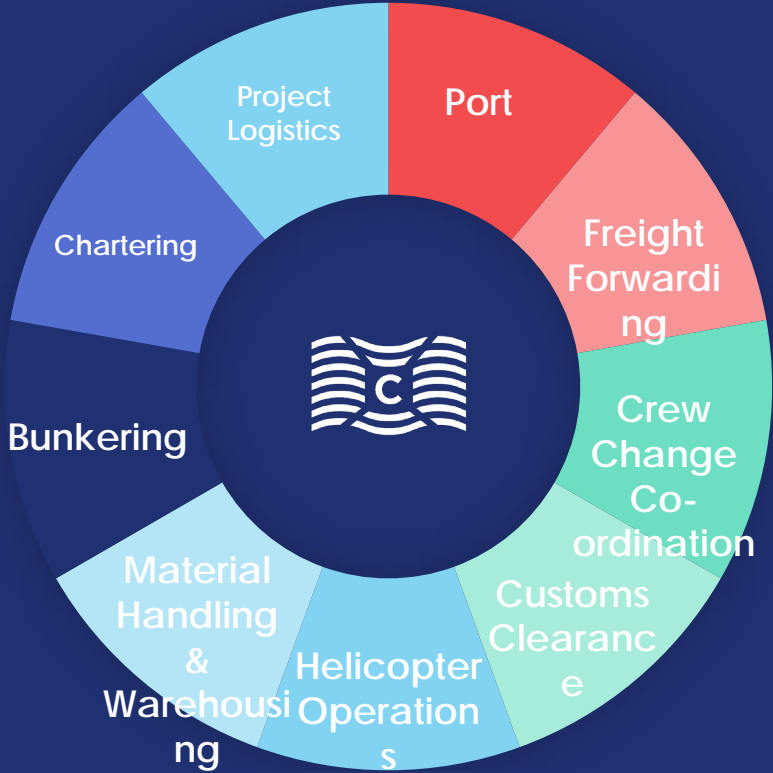 Port
Freight
Forwardi
ng
Crew
Change
Co-
ordination
Customs
Clearanc
e
Helicopter
Operation
s
Material
Handling
&
Warehousi
ng
Bunkering
Chartering
Project
Logistics
C